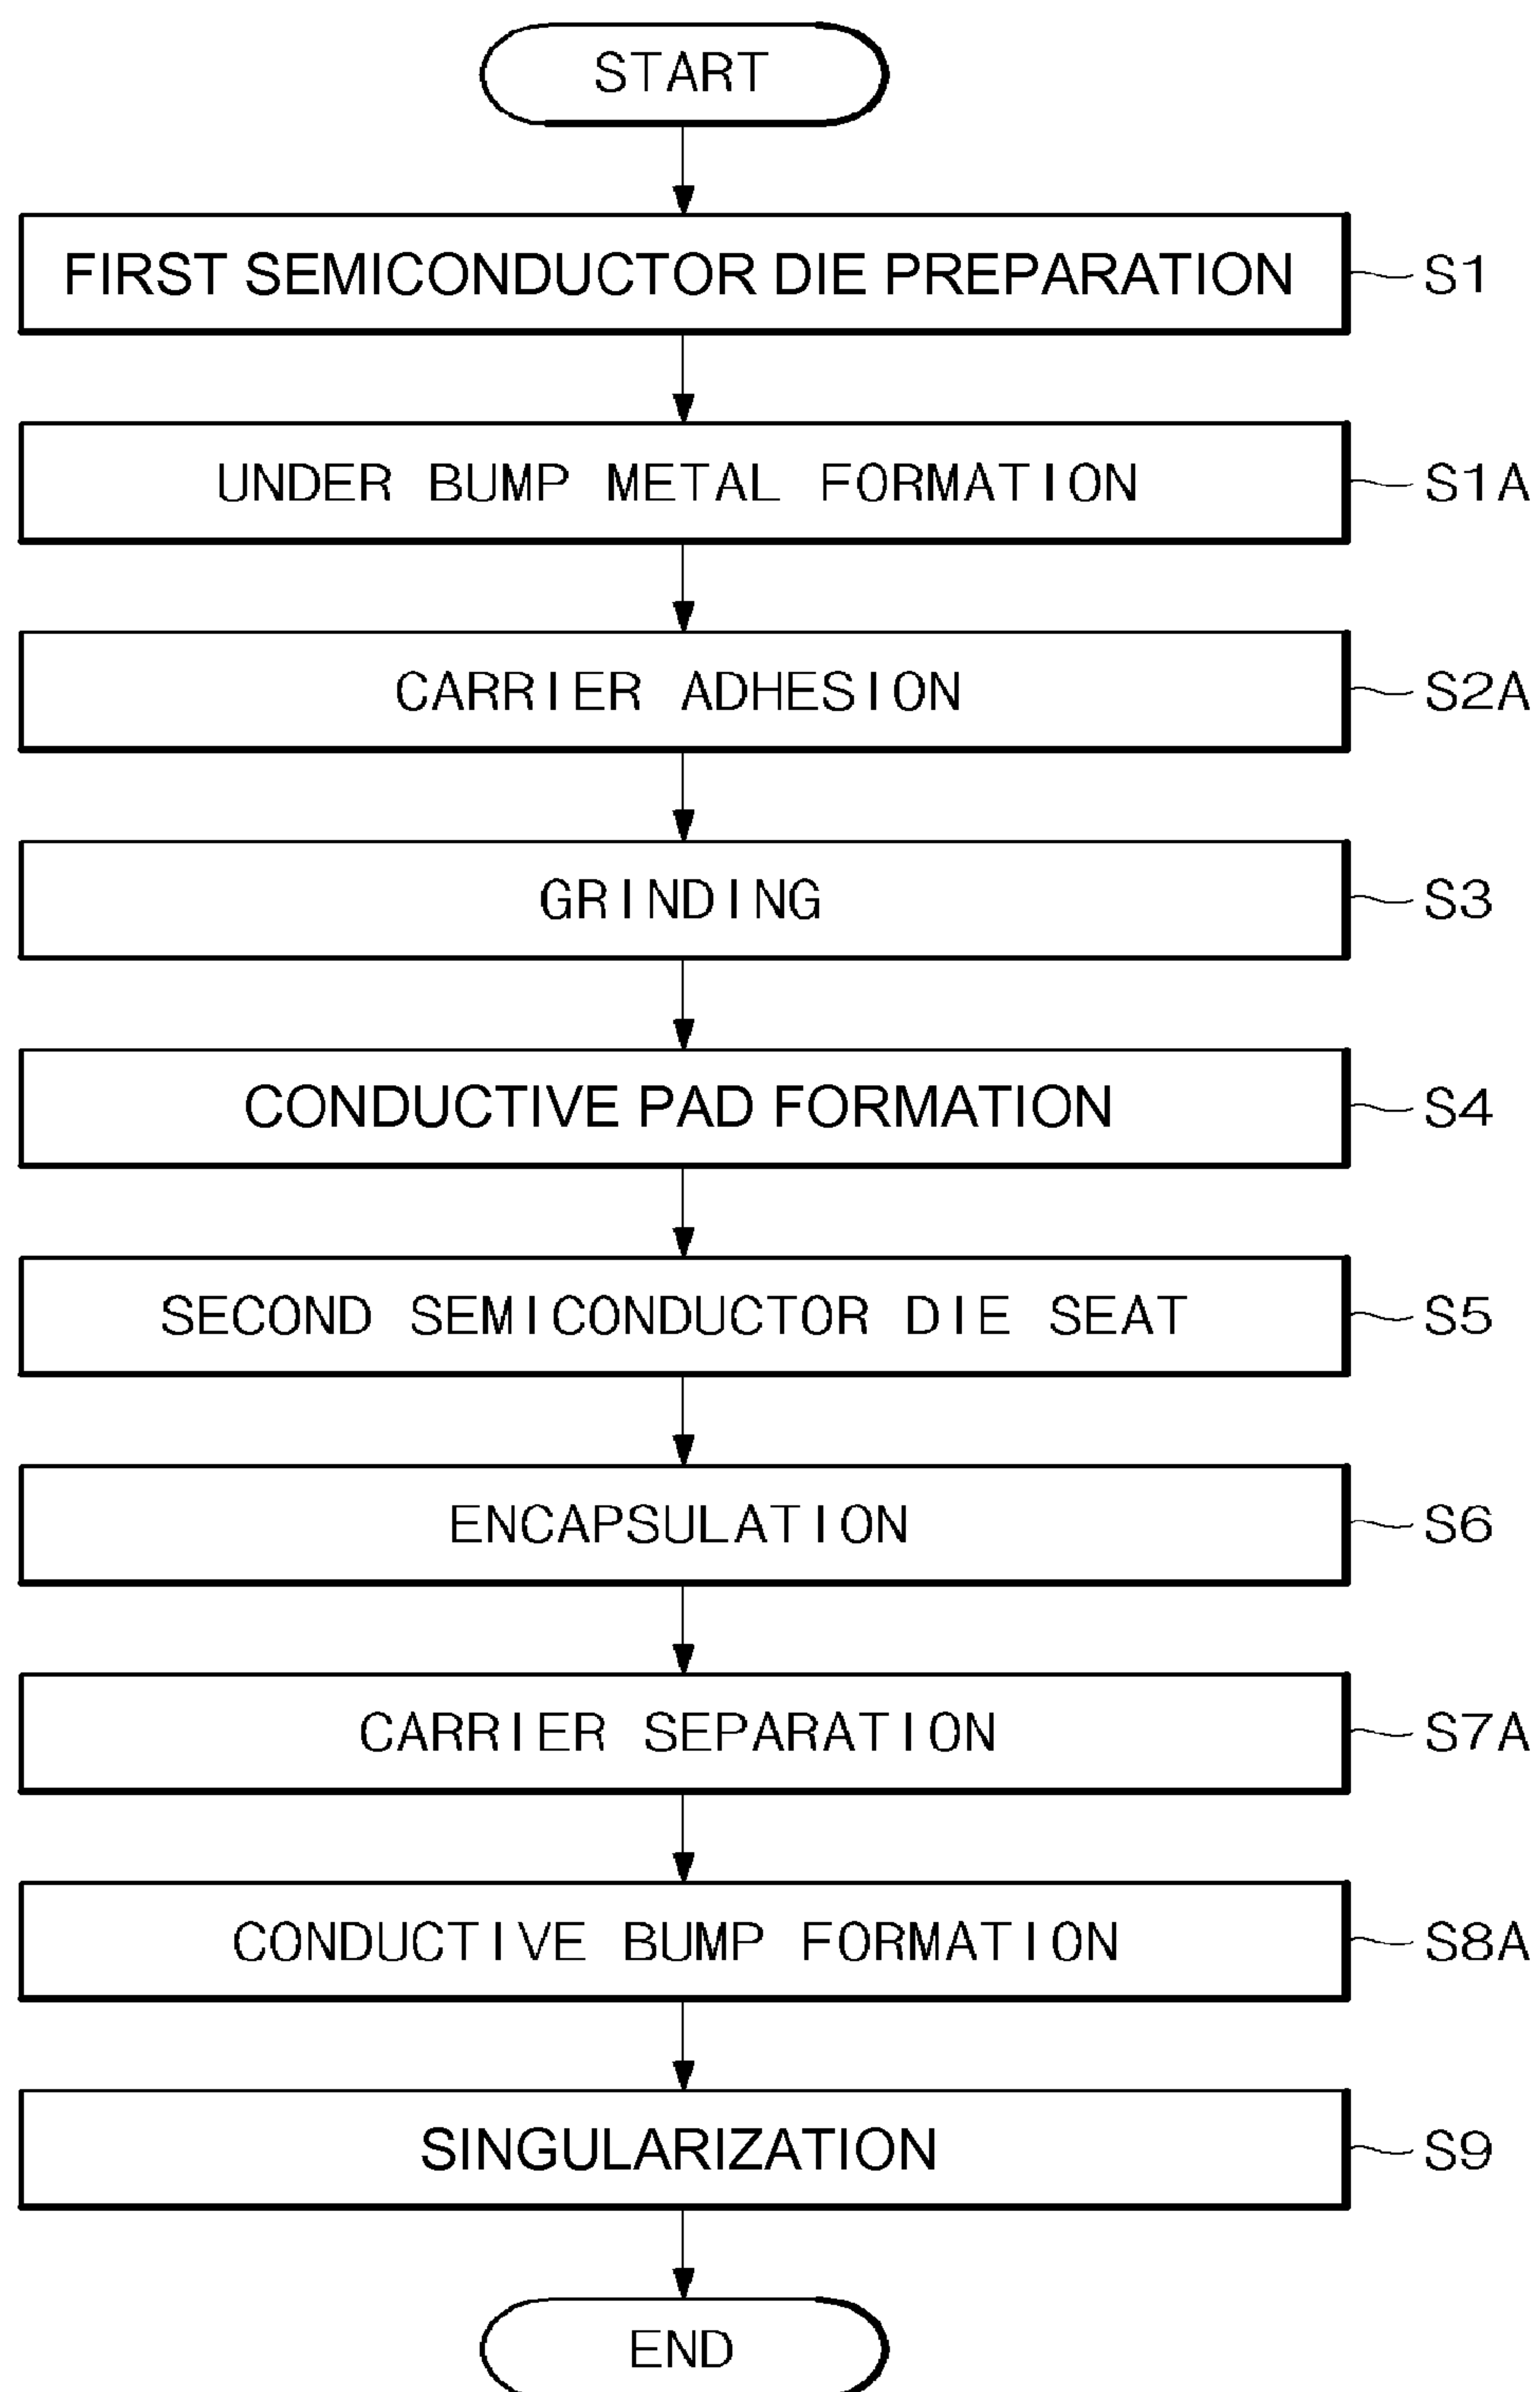 START
FIRST SEMICONDUCTOR DIE PREPARATION S1
UNDER BUMP METAL FORMATION S1A
CARRIER ADHESION S2A
GRINDING S3
CONDUCTIVE PAD FORMATION S4
SECOND SEMICONDUCTOR DIE SEAT S5
ENCAPSULATION S6
CARRIER SEPARATION S7A
CONDUCTIVE BUMP FORMATION S8A
SINGULARIZATION S9
END